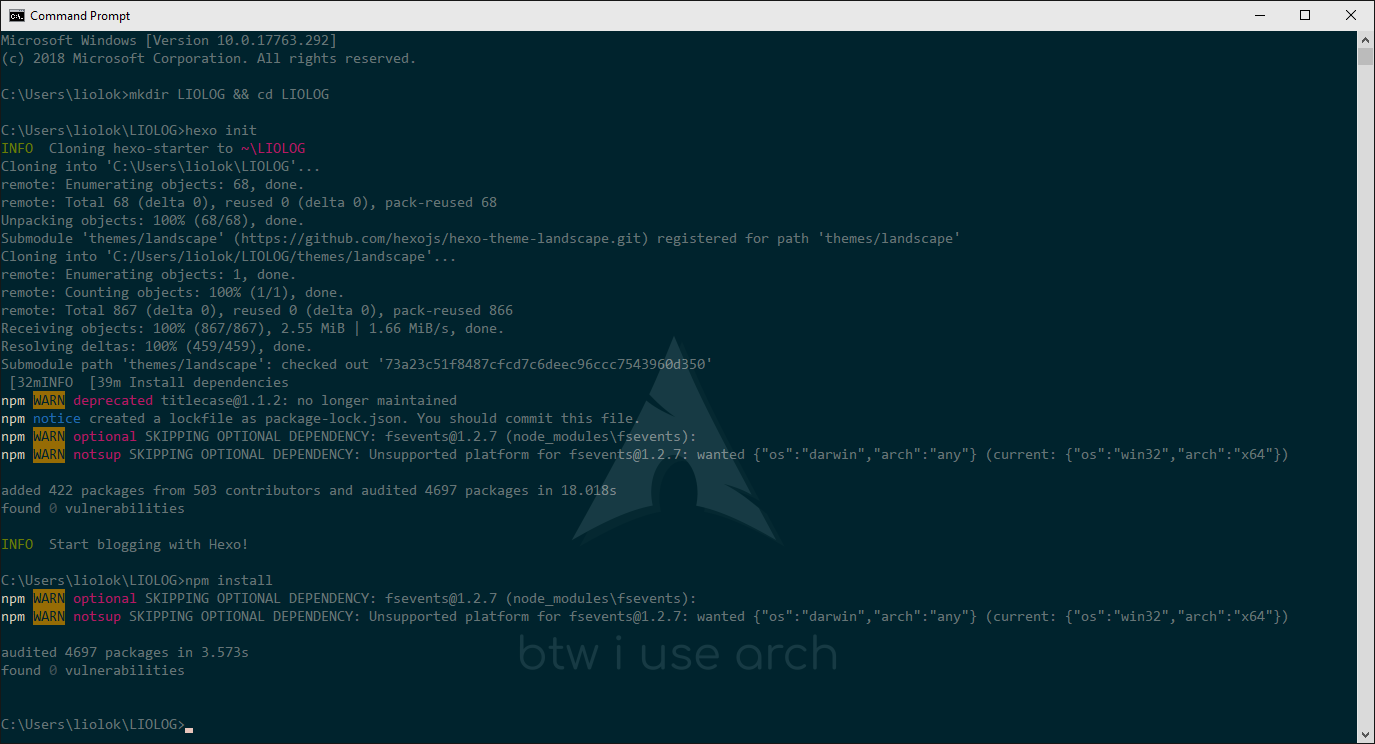 Command Prompt
Microsoft Windows [Version 10.0.17763.292]
(c) 2018 Microsoft Corporation. All rights reserved.
C:\Users\liolok>mkdir LIOLOG && cd LIOLOG
C:\Users\liolok\LIOLOG>hexo init
INFO  Cloning hexo-starter to ~\LIOLOG
Cloning into 'C:\Users\liolok\LIOLOG'...
remote: Enumerating objects: 68, done.
remote: Total 68 (delta 0), reused 0 (delta 0), pack-reused 68
Unpacking objects: 100% (68/68), done.
Submodule 'themes/landscape' (https://github.com/hexojs/hexo-theme-landscape.git) registered for path 'themes/landscape'
Cloning into 'C:/Users/liolok/LIOLOG/themes/landscape'...
remote: Enumerating objects: 1, done.
remote: Counting objects: 100% (1/1), done.
remote: Total 867 (delta 0), reused 0 (delta 0), pack-reused 866
Receiving objects: 100% (867/867), 2.55 MiB | 1.66 MiB/s, done.
Resolving deltas: 100% (459/459), done.
Submodule path 'themes/landscape': checked out '73a23c51f8487cfcd7c6deec96ccc7543960d350'
[32mINFO  [39m Install dependencies
npm WARN deprecated titlecase@1.1.2: no longer maintained
npm notice created a lockfile as package-lock.json. You should commit this file.
npm WARN optional SKIPPING OPTIONAL DEPENDENCY: fsevents@1.2.7 (node_modules\fsevents):
npm WARN notsup SKIPPING OPTIONAL DEPENDENCY: Unsupported platform for fsevents@1.2.7: wanted {"os":"darwin","arch":"any"} (current: {"os":"win32","arch":"x64"})
added 422 packages from 503 contributors and audited 4697 packages in 18.018s
found 0 vulnerabilities
INFO  Start blogging with Hexo!
C:\Users\liolok\LIOLOG>npm install
npm WARN optional SKIPPING OPTIONAL DEPENDENCY: fsevents@1.2.7 (node_modules\fsevents):
npm WARN notsup SKIPPING OPTIONAL DEPENDENCY: Unsupported platform for fsevents@1.2.7: wanted {"os":"darwin","arch":"any"} (current: {"os":"win32","arch":"x64"})
audited 4697 packages in 3.573s
found 0 vulnerabilities
btw i use arch
C:\Users\liolok\LIOLOG>